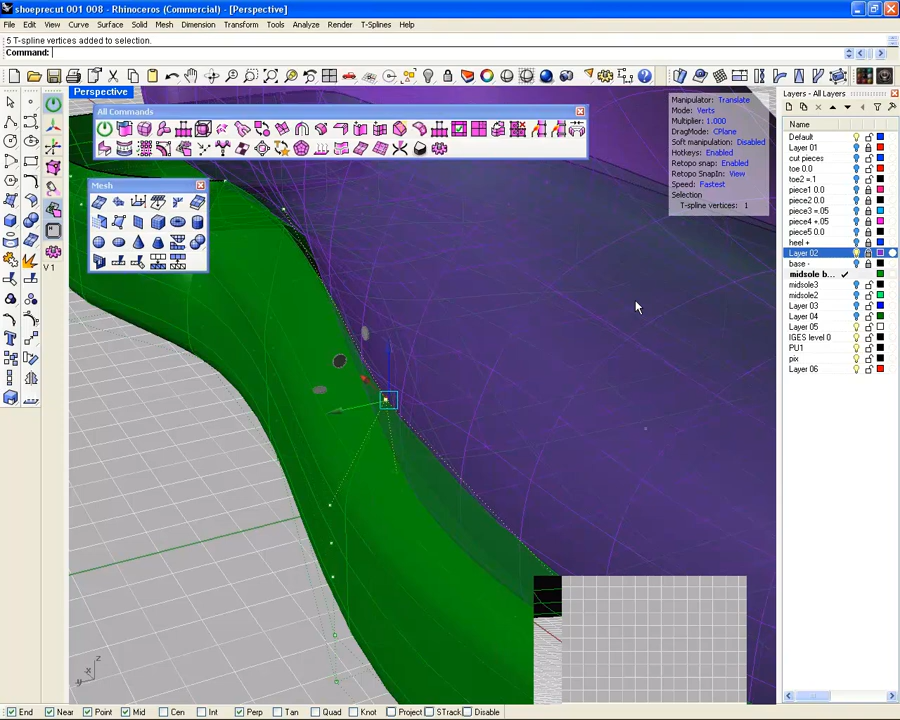 shoeprecut 001 008 - Rhinoceros (Commercial) - [Perspective]
File Edit View Curve Surface Solid Mesh Dimension Transform Tools Analyze Render T-Splines Help
5 T-spline vertices added to selection.
Command:
Perspective
All Commands
Mesh
V 1
Manipulator: Translate
Mode: Verts
Multiplier: 1.000
DragMode: CPlane
Soft manipulation: Disabled
Hotkeys: Enabled
Retopo snap: Enabled
Retopo SnapIn: View
Speed: Fastest
Selection
T-spline vertices: 1
z
x
y
Layers - All Layers
Name
Default
Layer 01
cut pieces
toe 0.0
toe2 =.1
piece1 0.0
piece2 0.0
piece3 =.05
piece4 +.05
piece5 0.0
heel +
Layer 02
base -
midsole b...
midsole3
midsole2
Layer 03
Layer 04
Layer 05
IGES level 0
PU1
pix
Layer 06
End Near Point Mid Cen Int Perp Tan Quad Knot Project STrack Disable